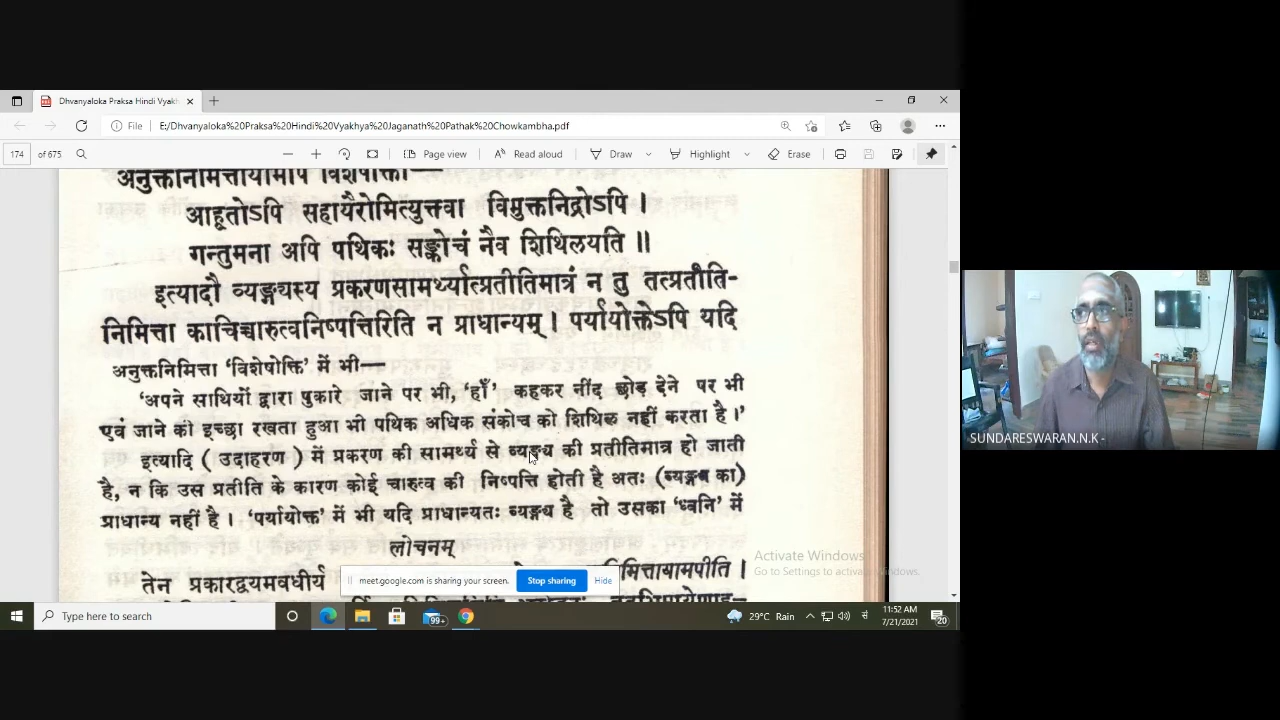 Dhvanyaloka Praksa Hindi Vyakh
File E:/Dhvanyaloka%20Praksa%20Hindi%20Vyakhya%20Jaganath%20Pathak%20Chowkambha.pdf
174 of 675 Page view Read aloud Draw Highlight Erase
अनुक्तनिमित्तायामपि विशेषोक्तौ—
आहूतोऽपि सहायैरोमित्युक्त्वा विमुक्तनिद्रोऽपि ।
गन्तुमना अपि पथिकः सङ्कोचं नैव शिथिलयति ॥
इत्यादौ व्यङ्ग्यस्य प्रकरणसामर्थ्यात्प्रतीतिमात्रं न तु तत्प्रतीति-
निमित्ता काचिच्चारुत्वनिष्पत्तिरिति न प्राधान्यम् । पर्यायोक्तेऽपि यदि
अनुक्तनिमित्ता 'विशेषोक्ति' में भी—
'अपने साथियों द्वारा पुकारे जाने पर भी, 'हाँ' कहकर नींद छोड़ देने पर भी
एवं जाने की इच्छा रखता हुआ भी पथिक अधिक संकोच को शिथिल नहीं करता है ।'
इत्यादि ( उदाहरण ) में प्रकरण की सामर्थ्य से व्यङ्ग्य की प्रतीतिमात्र हो जाती
है, न कि उस प्रतीति के कारण कोई चारुत्व की निष्पत्ति होती है अतः (व्यङ्ग्य का)
प्राधान्य नहीं है । 'पर्यायोक्त' में भी यदि प्राधान्यतः व्यङ्ग्य है तो उसका 'ध्वनि' में
लोचनम्
तेन प्रकारद्वयमवधीर्य मित्तायामपीति ।
meet.google.com is sharing your screen. Stop sharing Hide
Activate Windows
Go to Settings to activate Windows.
SUNDARESWARAN.N.K -
Type here to search 99+ 29°C Rain 11:52 AM
7/21/2021 20